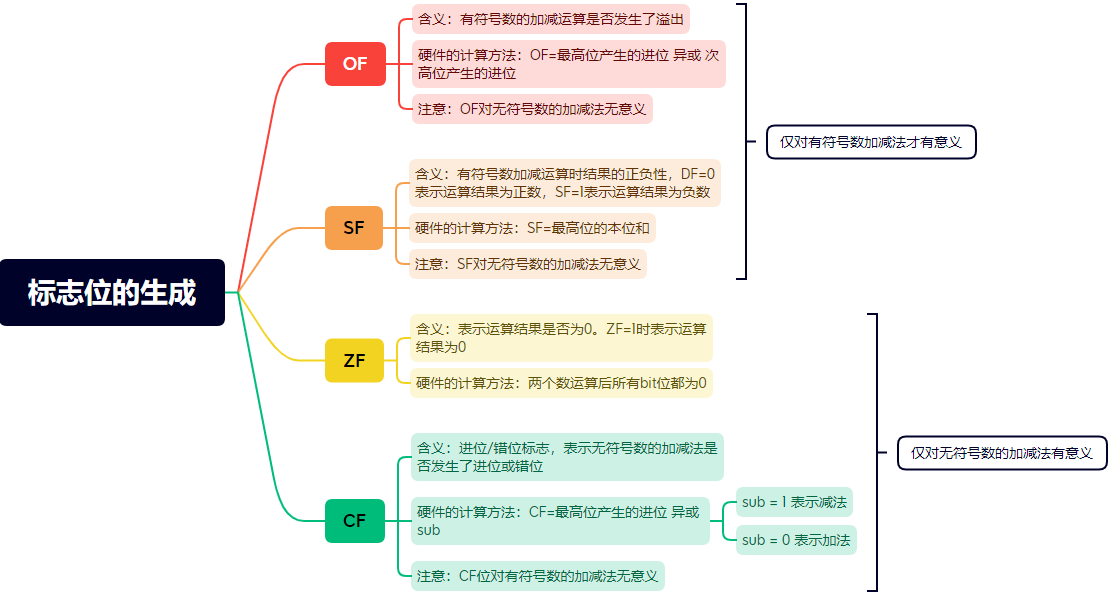 标志位的生成
OF
含义：有符号数的加减运算是否发生了溢出
硬件的计算方法：OF=最高位产生的进位 异或 次
高位产生的进位
注意：OF对无符号数的加减法无意义
SF
含义：有符号数加减运算时结果的正负性，DF=0
表示运算结果为正数，SF=1表示运算结果为负数
硬件的计算方法：SF=最高位的本位和
注意：SF对无符号数的加减法无意义
仅对有符号数加减法才有意义
ZF
含义：表示运算结果是否为0。ZF=1时表示运算
结果为0
硬件的计算方法：两个数运算后所有bit位都为0
CF
含义：进位/错位标志，表示无符号数的加减法是
否发生了进位或错位
硬件的计算方法：CF=最高位产生的进位 异或
sub
sub = 1 表示减法
sub = 0 表示加法
注意：CF位对有符号数的加减法无意义
仅对无符号数的加减法有意义